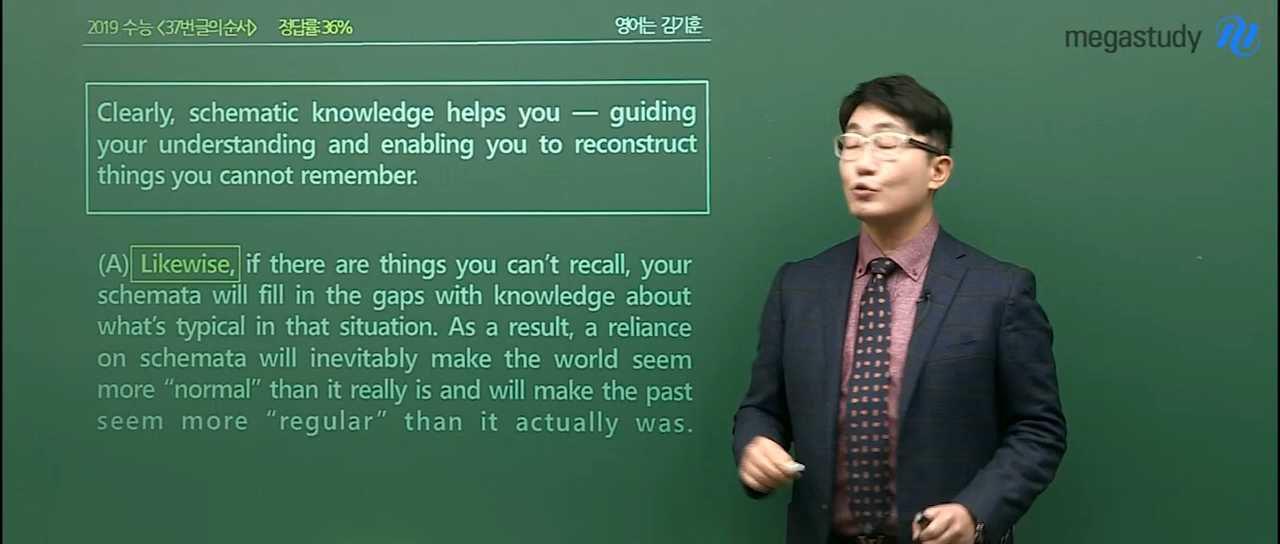 2019 수능 <37번 글의 순서> 정답률: 36%
영어는 김기훈
megastudy
Clearly, schematic knowledge helps you — guiding
your understanding and enabling you to reconstruct
things you cannot remember.
(A) Likewise, if there are things you can't recall, your
schemata will fill in the gaps with knowledge about
what's typical in that situation. As a result, a reliance
on schemata will inevitably make the world seem
more “normal” than it really is and will make the past
seem more “regular” than it actually was.